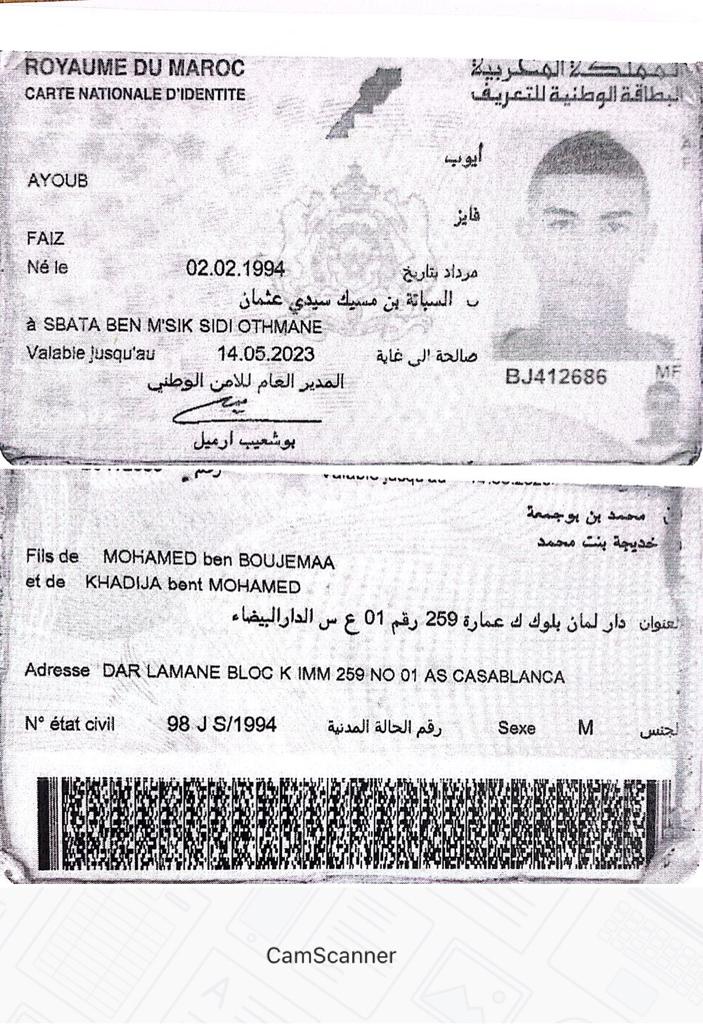 ROYAUME DU MAROC
المملكة المغربية
CARTE NATIONALE D'IDENTITE
البطاقة الوطنية للتعريف
أيوب
AYOUB
فايز
FAIZ
Né le 02.02.1994 مزداد بتاريخ
ب السباتة بن مسيك سيدي عثمان
à SBATA BEN M'SIK SIDI OTHMANE
Valable jusqu'au 14.05.2023 صالحة الى غاية
BJ412686
MF
المدير العام للامن الوطني
بوشعيب ارميل
محمد بن بوجمعة
خديجة بنت محمد
Fils de MOHAMED ben BOUJEMAA
et de KHADIJA bent MOHAMED
العنوان دار لمان بلوك ك عمارة 259 رقم 01 ع س الدارالبيضاء
Adresse DAR LAMANE BLOC K IMM 259 NO 01 AS CASABLANCA
N° état civil 98 J S/1994 رقم الحالة المدنية Sexe M الجنس
CamScanner